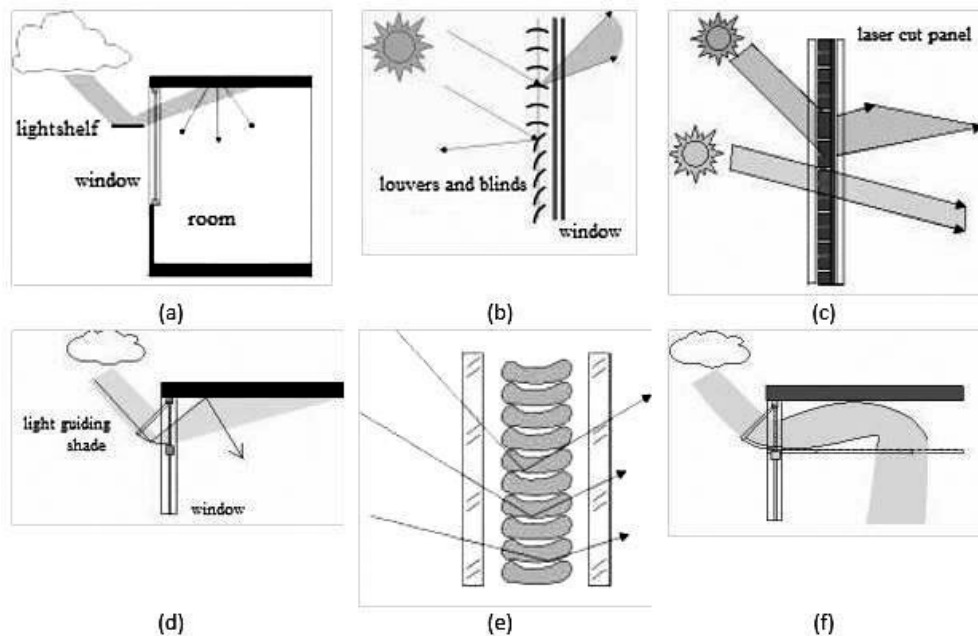 lightshelf
window
room
(a)
louvers and blinds
window
(b)
laser cut panel
(c)
light guiding
shade
window
(d)
(e)
(f)